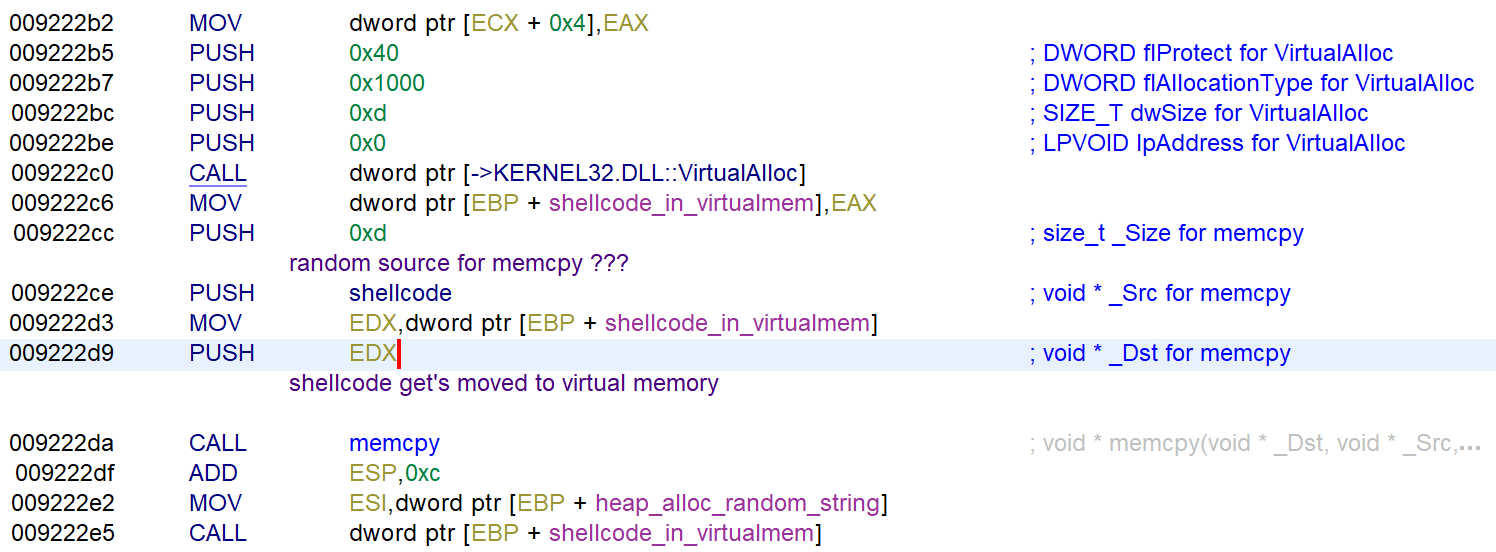 009222b2 MOV dword ptr [ECX + 0x4],EAX
009222b5 PUSH 0x40 ; DWORD flProtect for VirtualAlloc
009222b7 PUSH 0x1000 ; DWORD flAllocationType for VirtualAlloc
009222bc PUSH 0xd ; SIZE_T dwSize for VirtualAlloc
009222be PUSH 0x0 ; LPVOID lpAddress for VirtualAlloc
009222c0 CALL dword ptr [->KERNEL32.DLL::VirtualAlloc]
009222c6 MOV dword ptr [EBP + shellcode_in_virtualmem],EAX
009222cc PUSH 0xd ; size_t _Size for memcpy
random source for memcpy ???
009222ce PUSH shellcode ; void * _Src for memcpy
009222d3 MOV EDX,dword ptr [EBP + shellcode_in_virtualmem]
009222d9 PUSH EDX ; void * _Dst for memcpy
shellcode get's moved to virtual memory
009222da CALL memcpy ; void * memcpy(void * _Dst, void * _Src,...
009222df ADD ESP,0xc
009222e2 MOV ESI,dword ptr [EBP + heap_alloc_random_string]
009222e5 CALL dword ptr [EBP + shellcode_in_virtualmem]